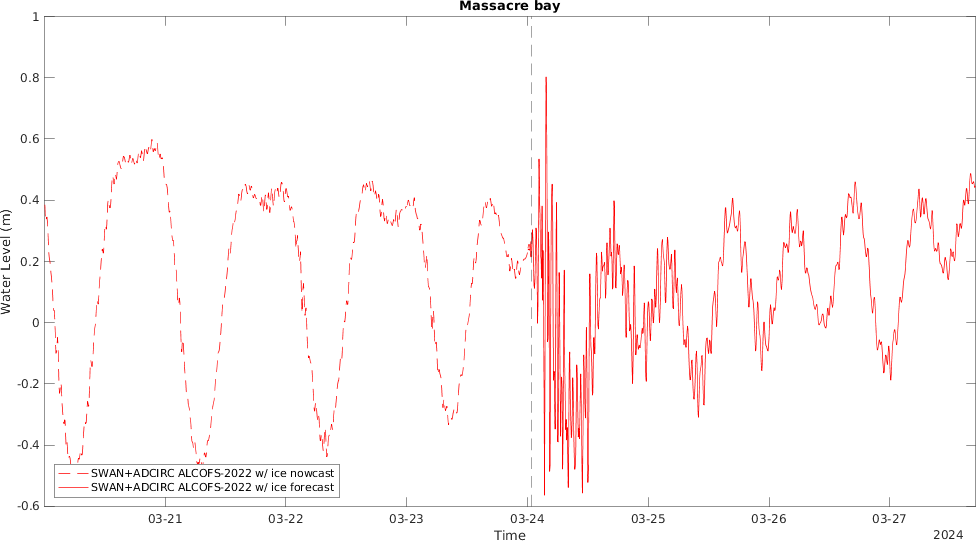 Massacre bay
Water Level (m)
1
0.8
0.6
0.4
0.2
0
-0.2
-0.4
-0.6
SWAN+ADCIRC ALCOFS-2022 w/ ice nowcast
SWAN+ADCIRC ALCOFS-2022 w/ ice forecast
03-21 03-22 03-23 03-24 03-25 03-26 03-27
Time
2024